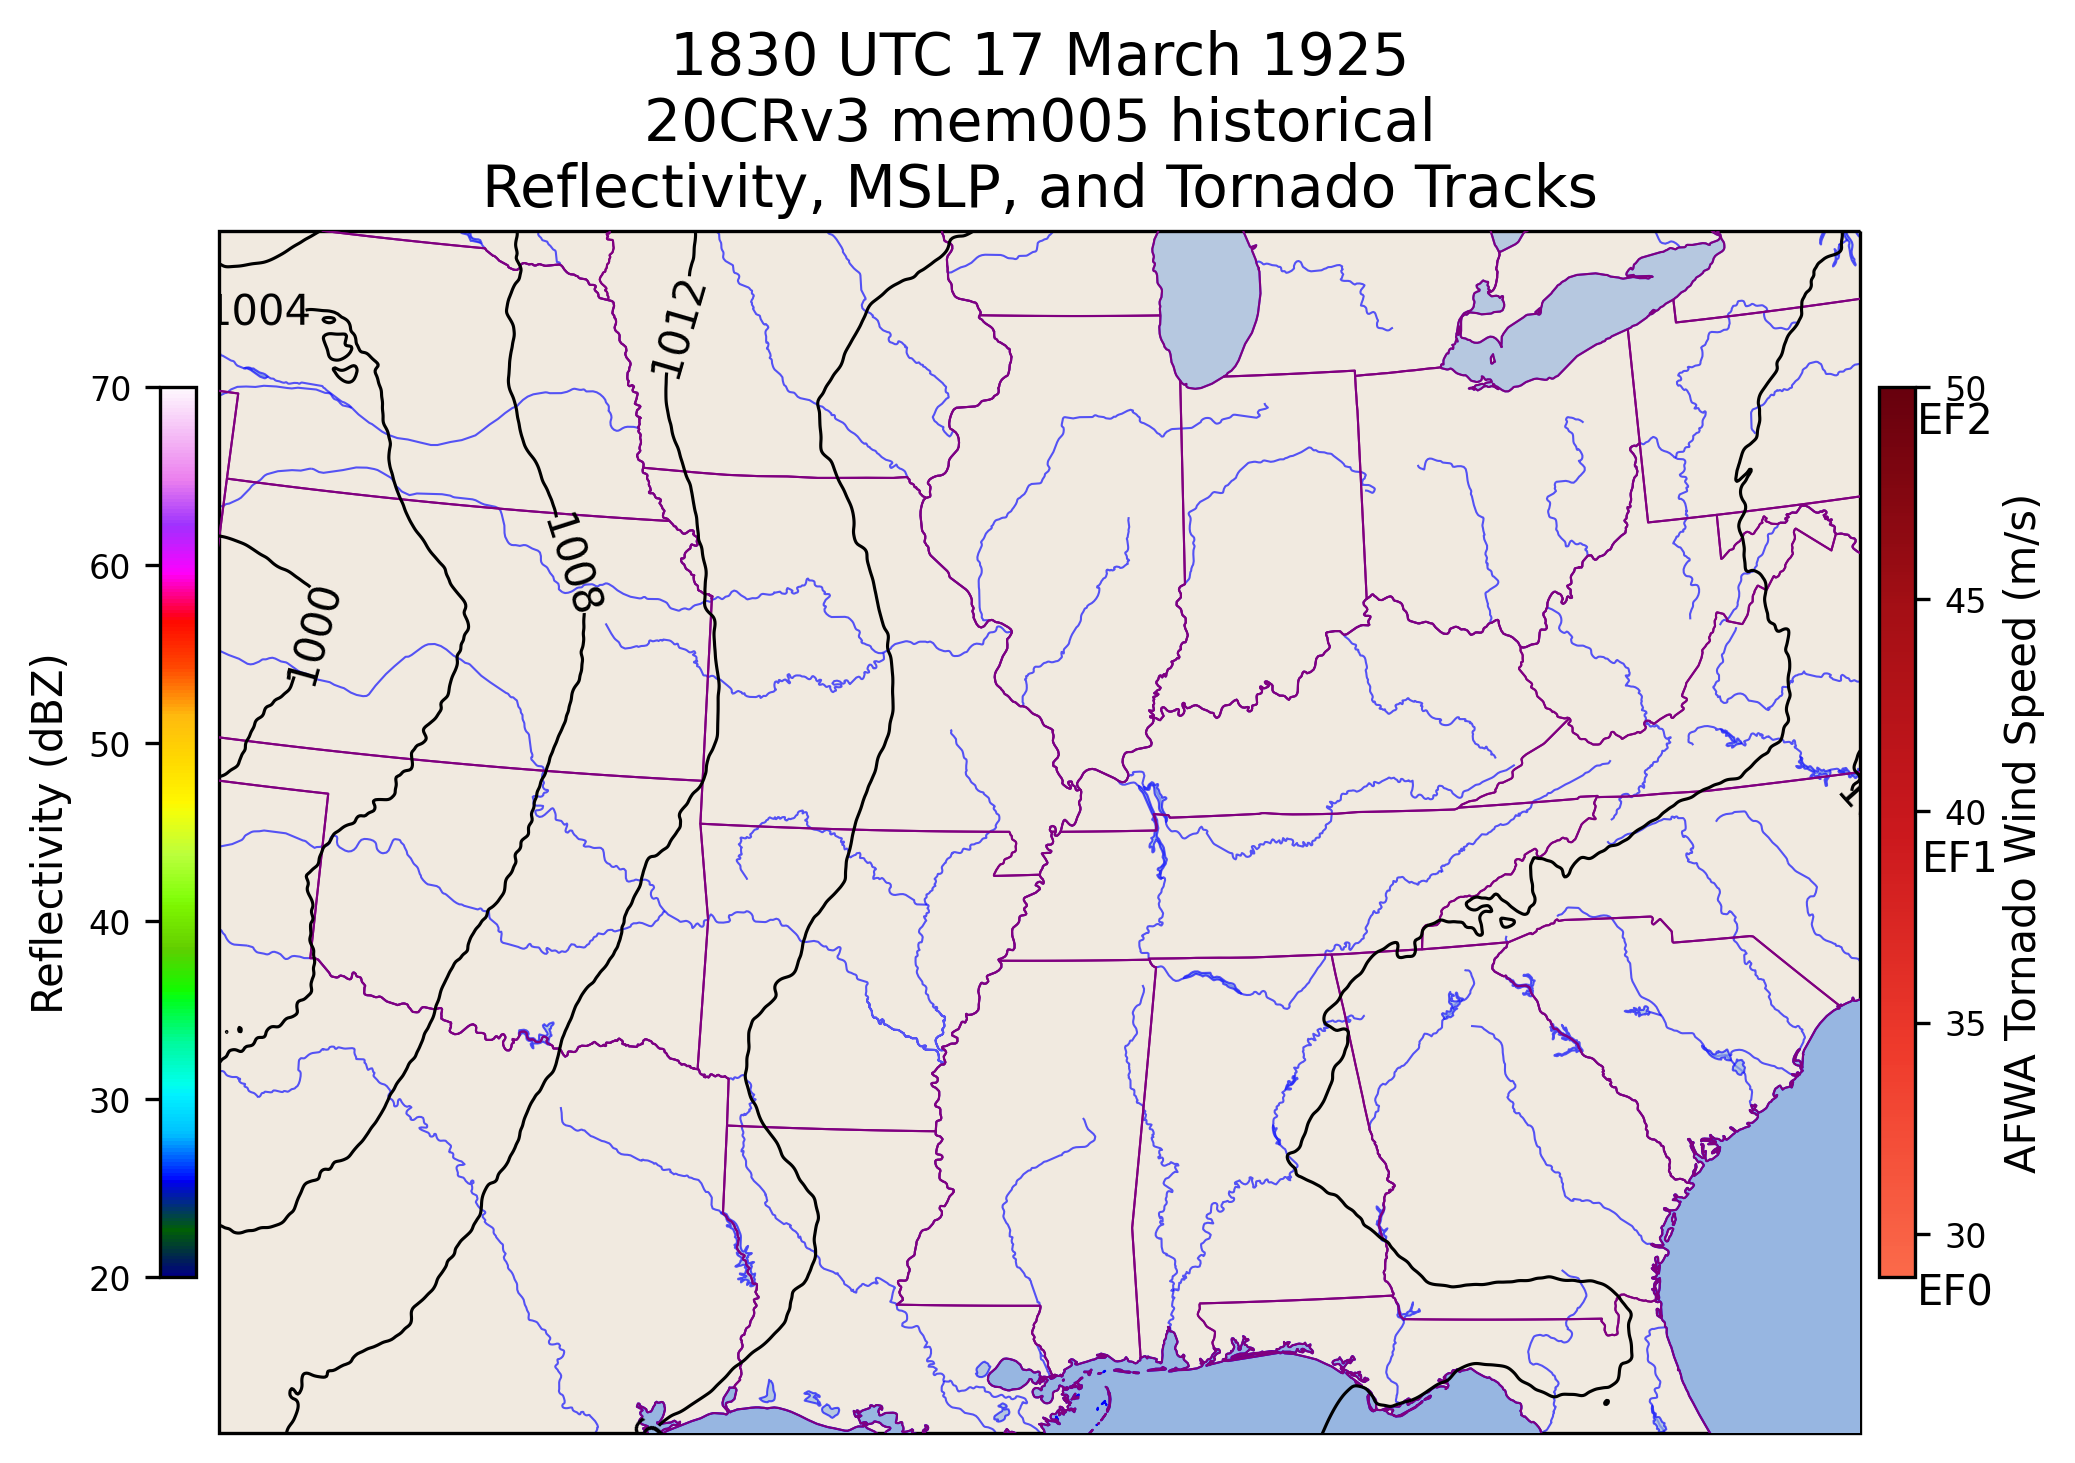 1830 UTC 17 March 1925
20CRv3 mem005 historical
Reflectivity, MSLP, and Tornado Tracks
1004
1012
1008
1000
Reflectivity (dBZ)
70
60
50
40
30
20
50
EF2
45
40
EF1
35
30
EF0
AFWA Tornado Wind Speed (m/s)